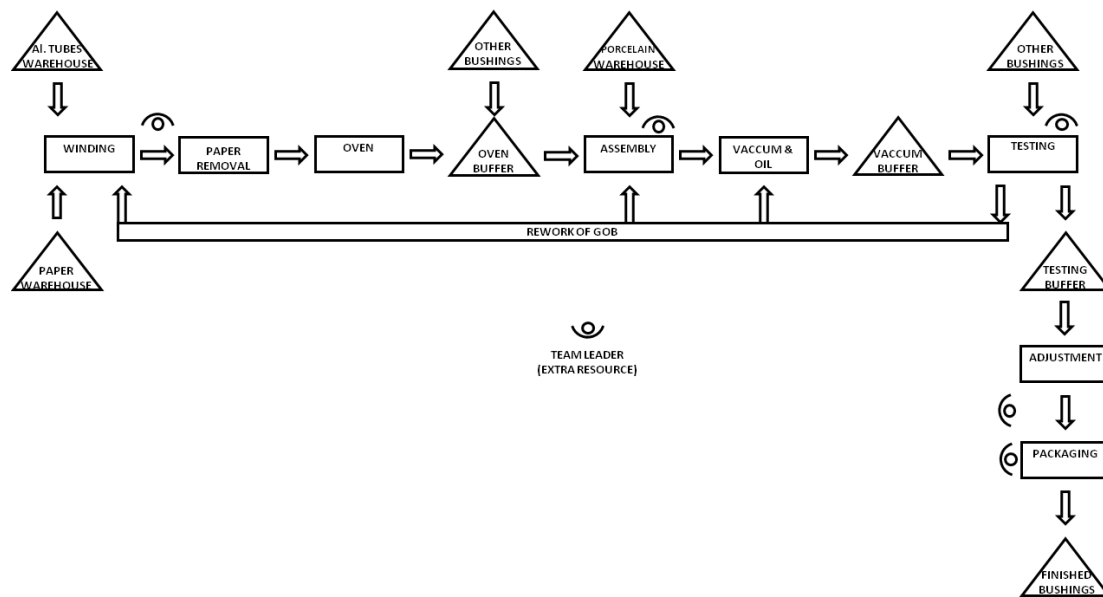 Al. TUBES
WAREHOUSE
OTHER
BUSHINGS
PORCELAIN
WAREHOUSE
OTHER
BUSHINGS
WINDING
PAPER
REMOVAL
OVEN
OVEN
BUFFER
ASSEMBLY
VACCUM &
OIL
VACCUM
BUFFER
TESTING
REWORK OF GOB
PAPER
WAREHOUSE
TESTING
BUFFER
TEAM LEADER
(EXTRA RESOURCE)
ADJUSTMENT
PACKAGING
FINISHED
BUSHINGS